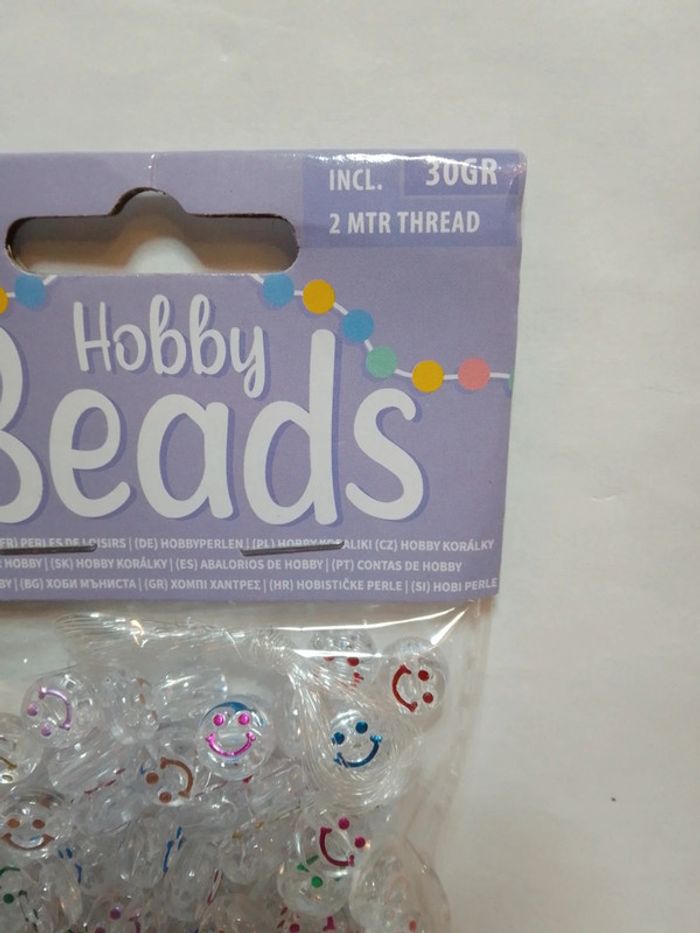 INCL. 30GR
2 MTR THREAD
Hobby
Beads
FR) PERLES DE LOISIRS | (DE) HOBBYPERLEN | (PL) HOBBY KORALIKI (CZ) HOBBY KORÁLKY
HOBBY | (SK) HOBBY KORÁLKY | (ES) ABALORIOS DE HOBBY | (PT) CONTAS DE HOBBY
BY | (BG) ХОБИ МЪНИСТА | (GR) ΧΟΜΠΙ ΧΑΝΤΡΕΣ | (HR) HOBISTIČKE PERLE | (SI) HOBI PERLE